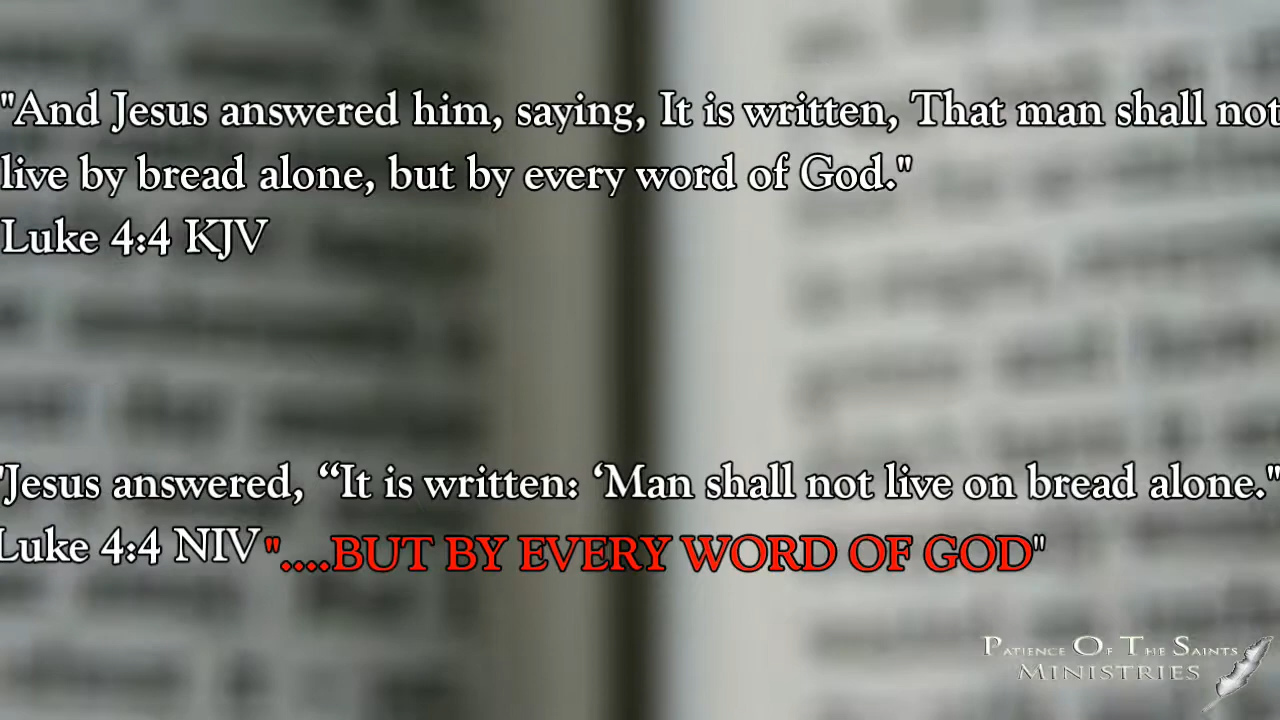 "And Jesus answered him, saying, It is written, That man shall not
live by bread alone, but by every word of God."
Luke 4:4 KJV
"Jesus answered, “It is written: ‘Man shall not live on bread alone."
Luke 4:4 NIV "....BUT BY EVERY WORD OF GOD"
PATIENCE OF THE SAINTS
MINISTRIES